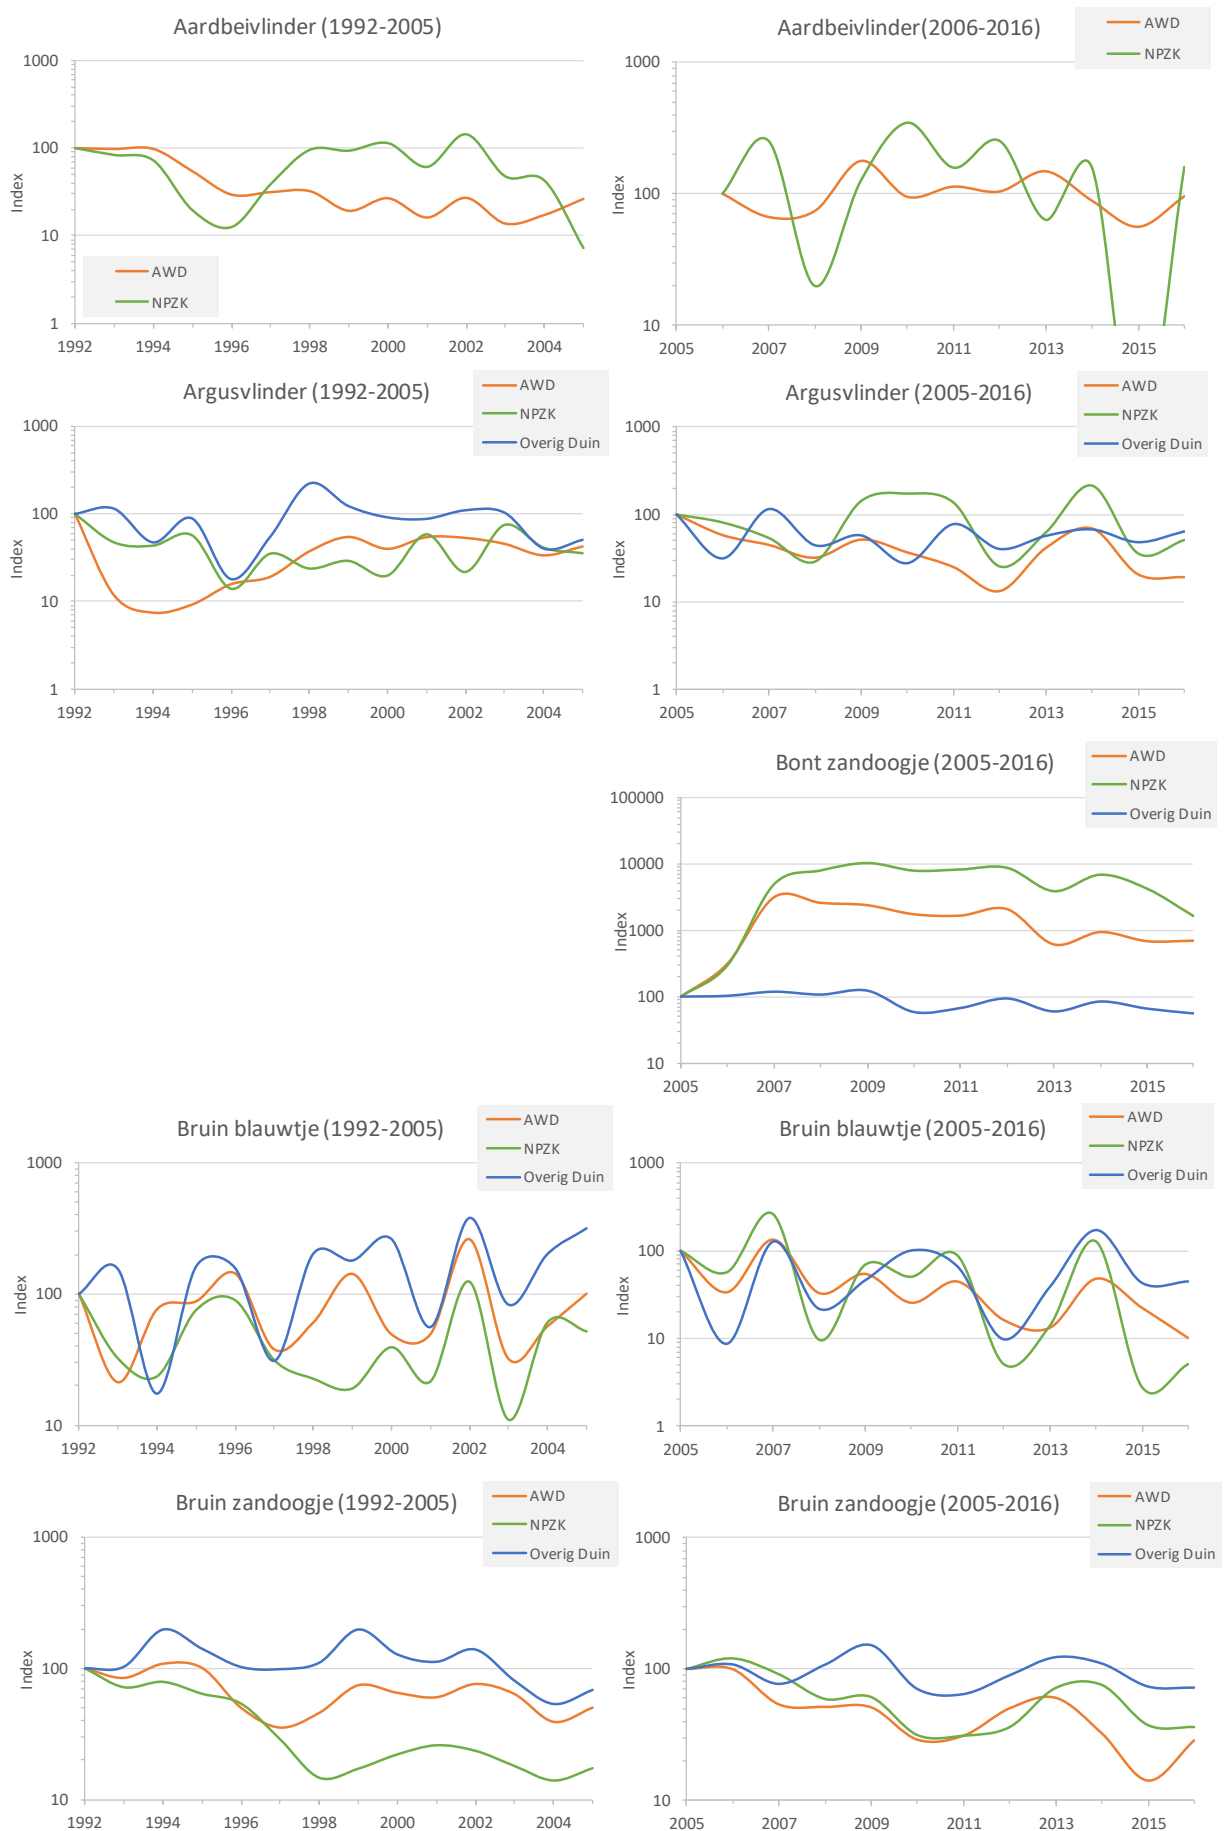 Aardbeivlinder (1992-2005)
1000
100
10
1
Index
AWD
NPZK
1992 1994 1996 1998 2000 2002 2004
Aardbeivlinder(2006-2016)
AWD
NPZK
1000
100
10
Index
2005 2007 2009 2011 2013 2015
Argusvlinder (1992-2005)
AWD
NPZK
Overig Duin
1000
100
10
1
Index
1992 1994 1996 1998 2000 2002 2004
Argusvlinder (2005-2016)
AWD
NPZK
Overig Duin
1000
100
10
1
Index
2005 2007 2009 2011 2013 2015
Bont zandoogje (2005-2016)
AWD
NPZK
Overig Duin
100000
10000
1000
100
10
Index
2005 2007 2009 2011 2013 2015
Bruin blauwtje (1992-2005)
AWD
NPZK
Overig Duin
1000
100
10
Index
1992 1994 1996 1998 2000 2002 2004
Bruin blauwtje (2005-2016)
AWD
NPZK
Overig Duin
1000
100
10
1
Index
2005 2007 2009 2011 2013 2015
Bruin zandoogje (1992-2005)
AWD
NPZK
Overig Duin
1000
100
10
Index
1992 1994 1996 1998 2000 2002 2004
Bruin zandoogje (2005-2016)
AWD
NPZK
Overig Duin
1000
100
10
Index
2005 2007 2009 2011 2013 2015